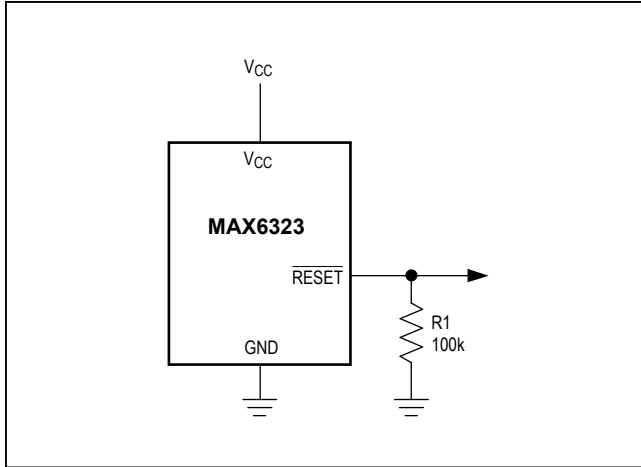 VCC
VCC
MAX6323
RESET
R1
100k
GND